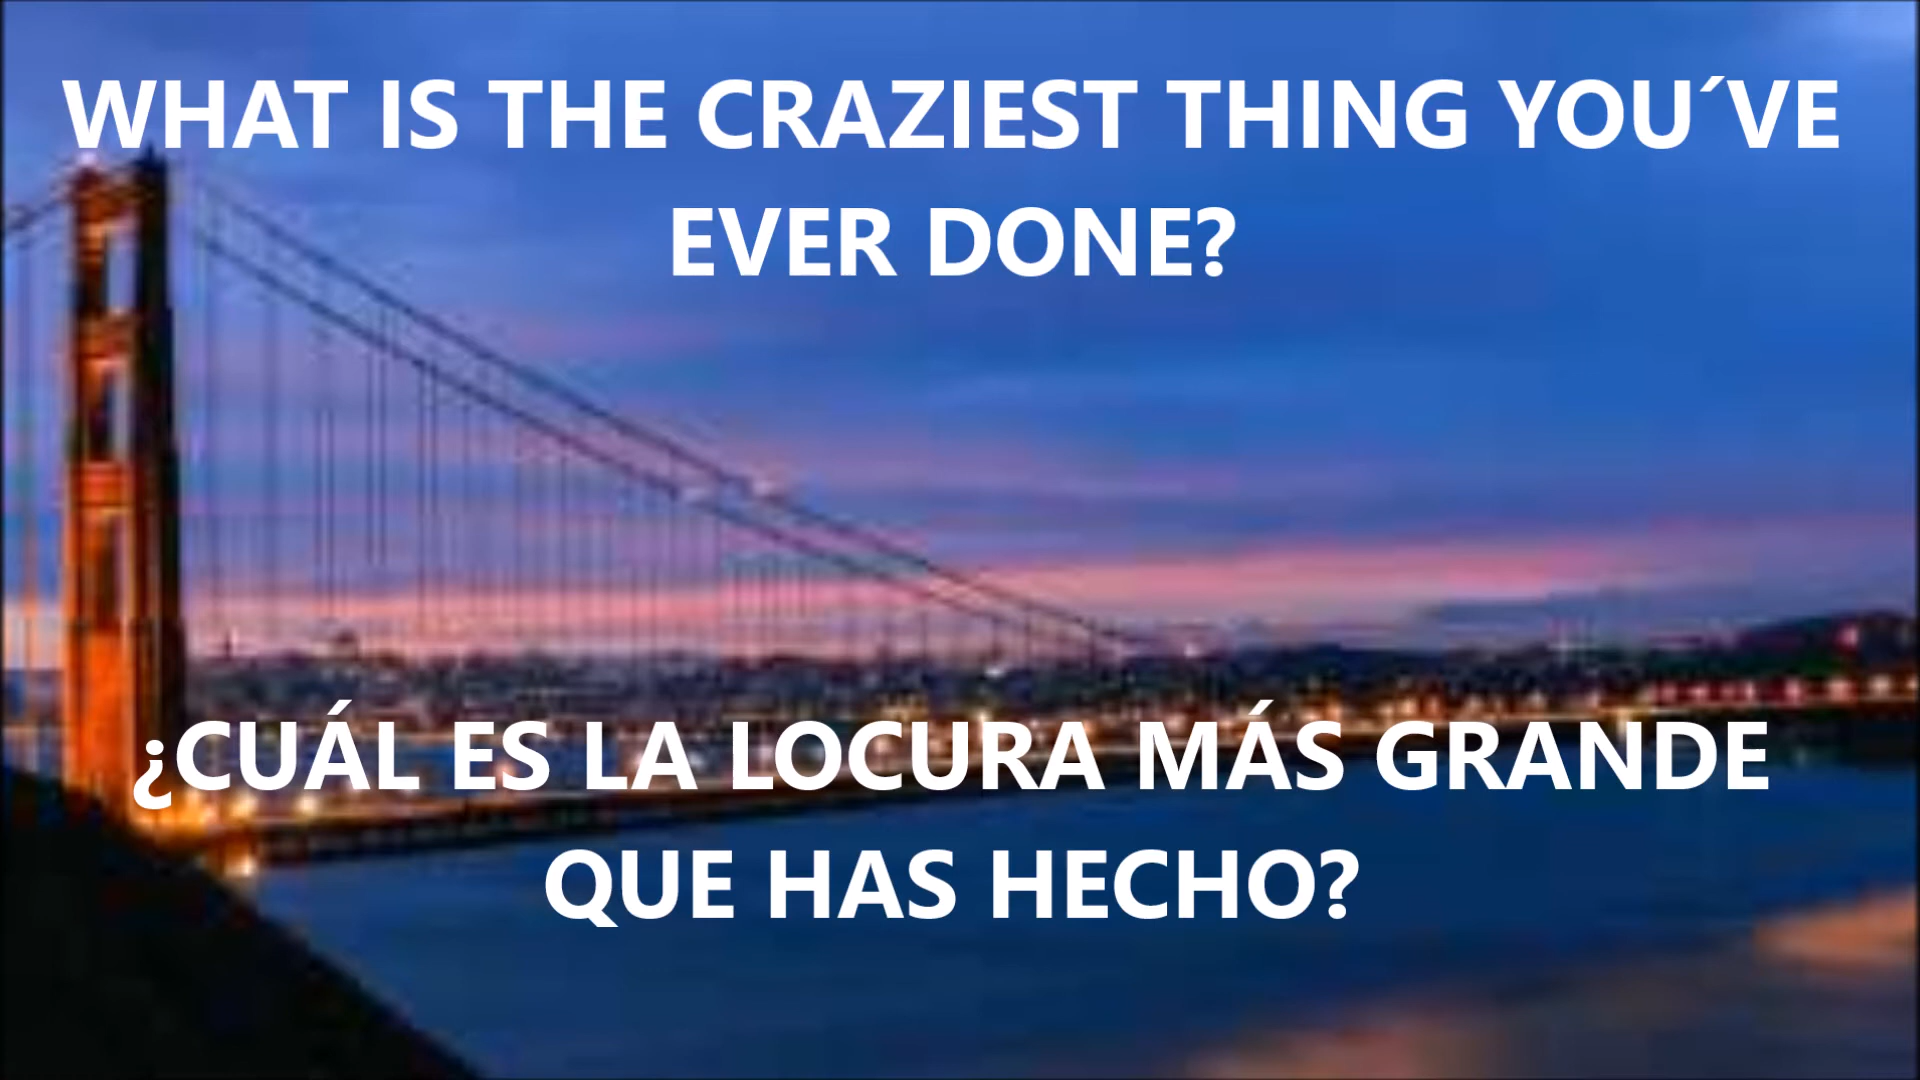 WHAT IS THE CRAZIEST THING YOU´VE
EVER DONE?
¿CUÁL ES LA LOCURA MÁS GRANDE
QUE HAS HECHO?